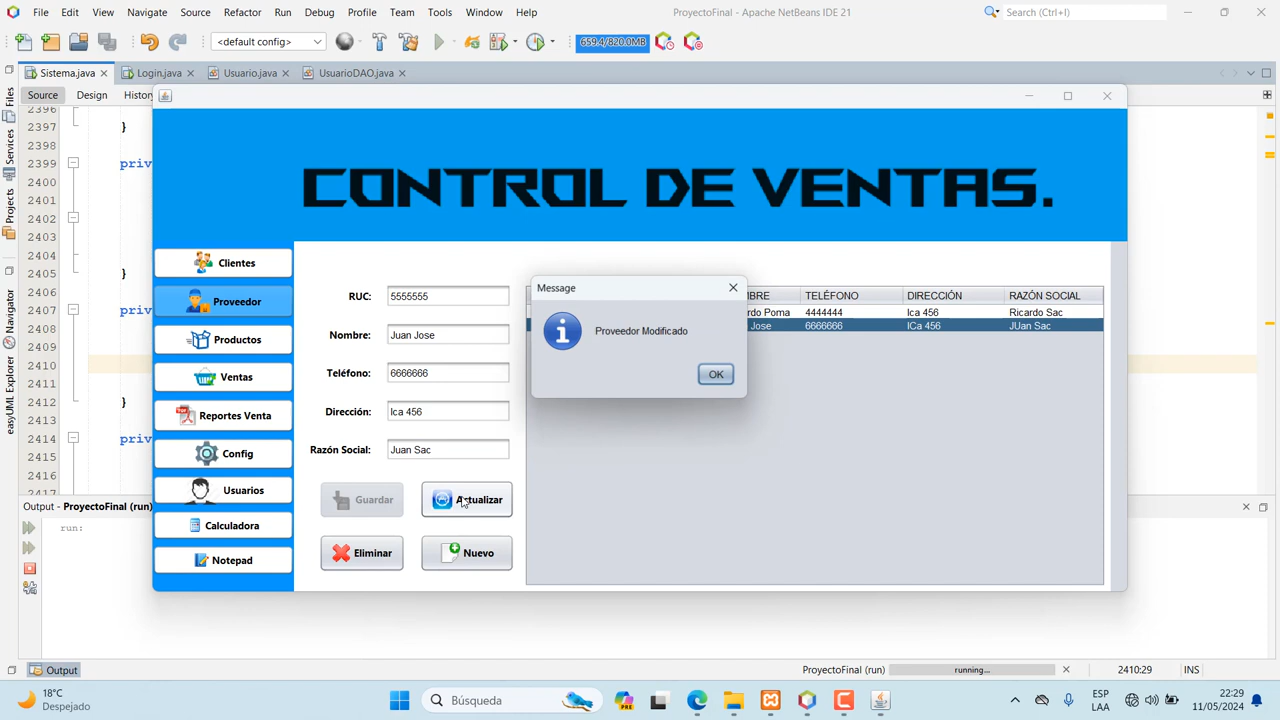 File Edit View Navigate Source Refactor Run Debug Profile Team Tools Window Help ProyectoFinal - Apache NetBeans IDE 21 Search (Ctrl+I)
<default config> 659.4/820.0MB
Sistema.java Login.java Usuario.java UsuarioDAO.java
Source Design History
Files
Services
Projects
Navigator
easyUML Explorer
2396
2397 }
2398
2399 priv
2400
2401
2402
2403
2404
2405 }
2406
2407 priv
2408
2409
2410
2411
2412 }
2413
2414 priv
2415
2416
2417
CONTROL DE VENTAS.
Clientes
Proveedor
Productos
Ventas
Reportes Venta
Config
Usuarios
Calculadora
Notepad
RUC: 5555555
Nombre: Juan Jose
Teléfono: 6666666
Dirección: Ica 456
Razón Social: Juan Sac
Guardar Actualizar
Eliminar Nuevo
Message
Proveedor Modificado
OK
BRE TELÉFONO DIRECCIÓN RAZÓN SOCIAL
rdo Poma 4444444 Ica 456 Ricardo Sac
Jose 6666666 ICa 456 JUan Sac
Output - ProyectoFinal (run)
run:
Output ProyectoFinal (run) running... 2410:29 INS
18°C
Despejado
Búsqueda
PRE
ESP
LAA
22:29
11/05/2024